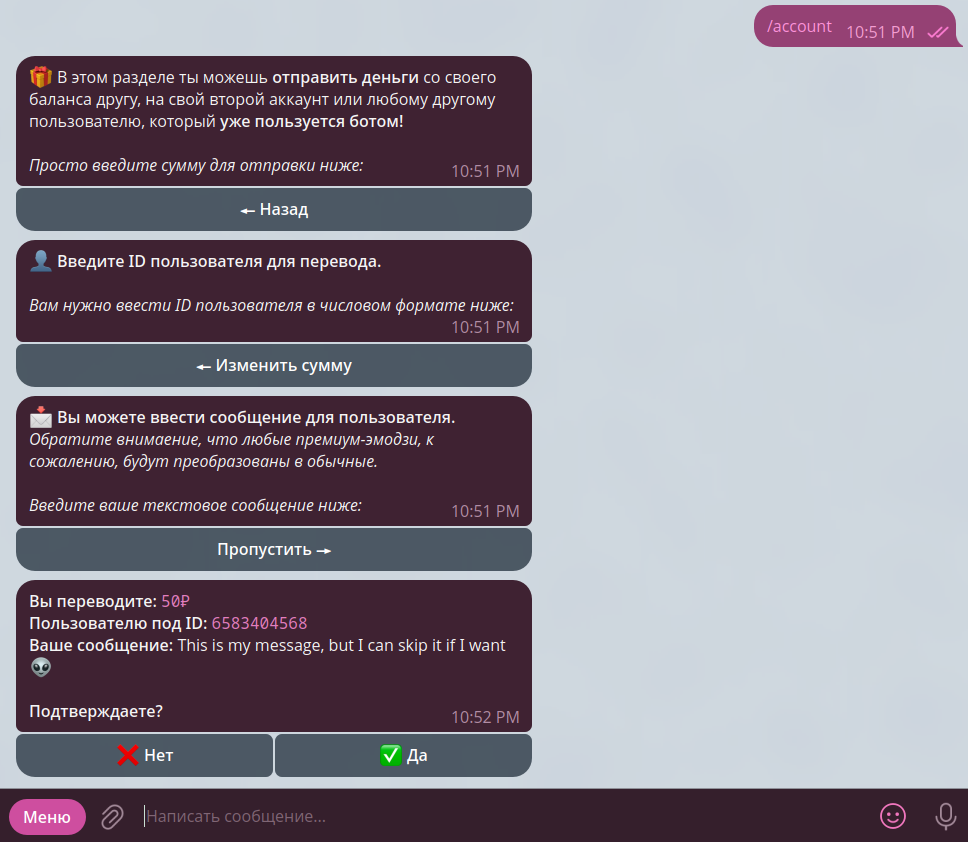 /account 10:51 PM
🎁 В этом разделе ты можешь отправить деньги со своего
баланса другу, на свой второй аккаунт или любому другому
пользователю, который уже пользуется ботом!
Просто введите сумму для отправки ниже: 10:51 PM
← Назад
👤 Введите ID пользователя для перевода.
Вам нужно ввести ID пользователя в числовом формате ниже:
10:51 PM
← Изменить сумму
📩 Вы можете ввести сообщение для пользователя.
Обратите внимаение, что любые премиум-эмодзи, к
сожалению, будут преобразованы в обычные.
Введите ваше текстовое сообщение ниже: 10:51 PM
Пропустить →
Вы переводите: 50₽
Пользователю под ID: 6583404568
Ваше сообщение: This is my message, but I can skip it if I want
👽
Подтверждаете? 10:52 PM
❌ Нет ✅ Да
Меню Написать сообщение...